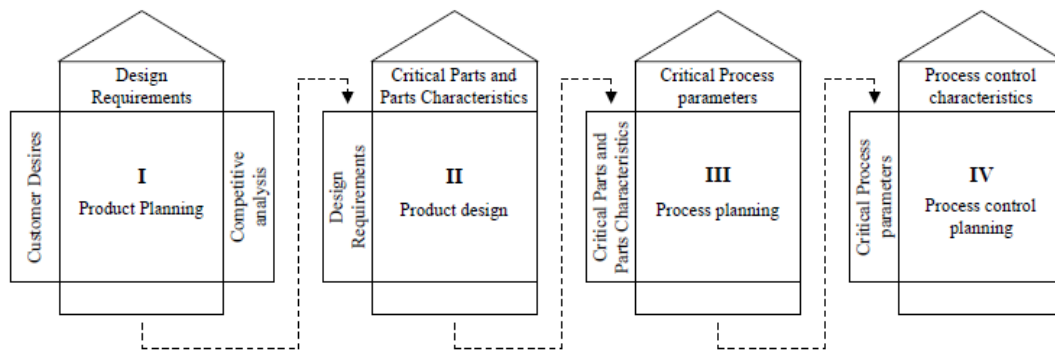 Design
Requirements
Customer Desires
I
Product Planning
Competitive
analysis
Critical Parts and
Parts Characteristics
Design
Requirements
II
Product design
Critical Process
parameters
Critical Parts and
Parts Characteristics
III
Process planning
Process control
characteristics
Critical Process
parameters
IV
Process control
planning